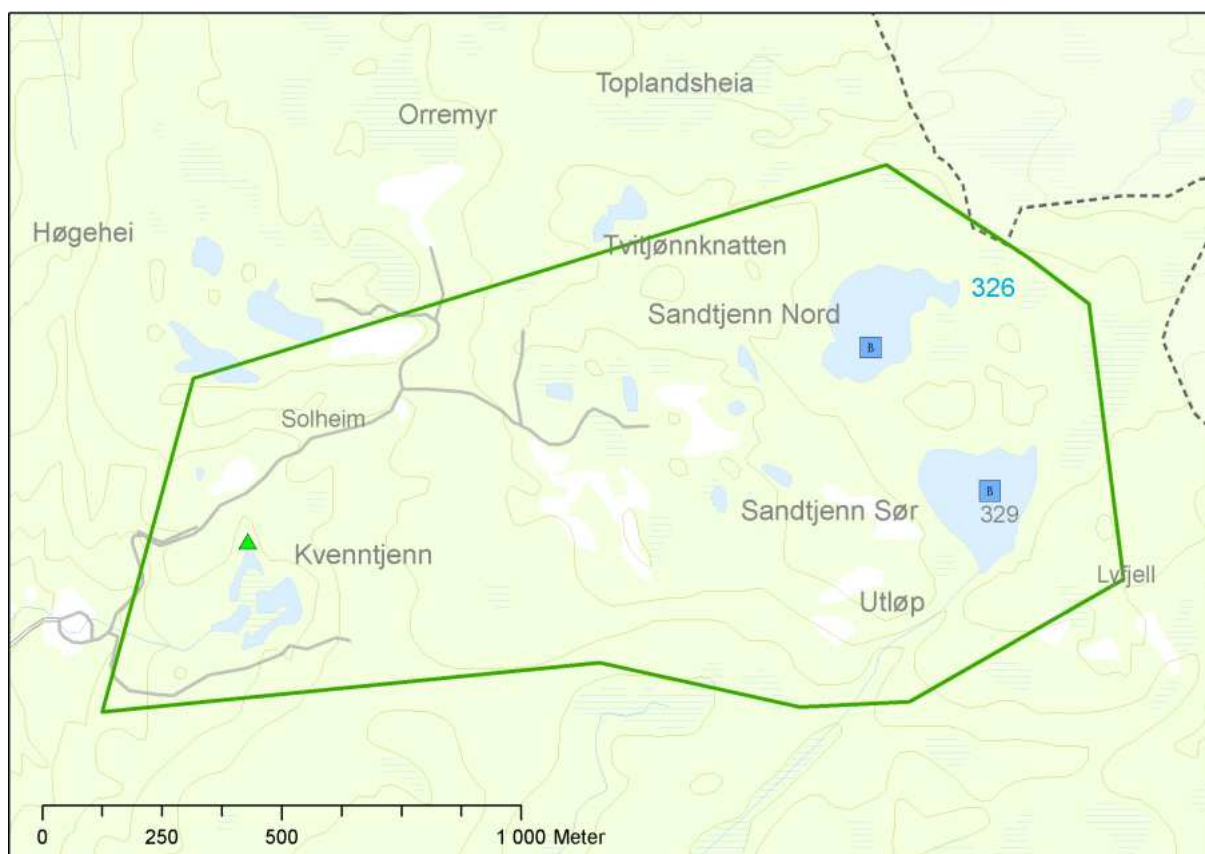 Toplandsheia
Orremyr
Høgehei
Tvitjønnknatten
326
Sandtjenn Nord
B
Solheim
B
Sandtjenn Sør
329
Kvenntjenn
Lyfjell
Utløp
0 250 500 1 000 Meter